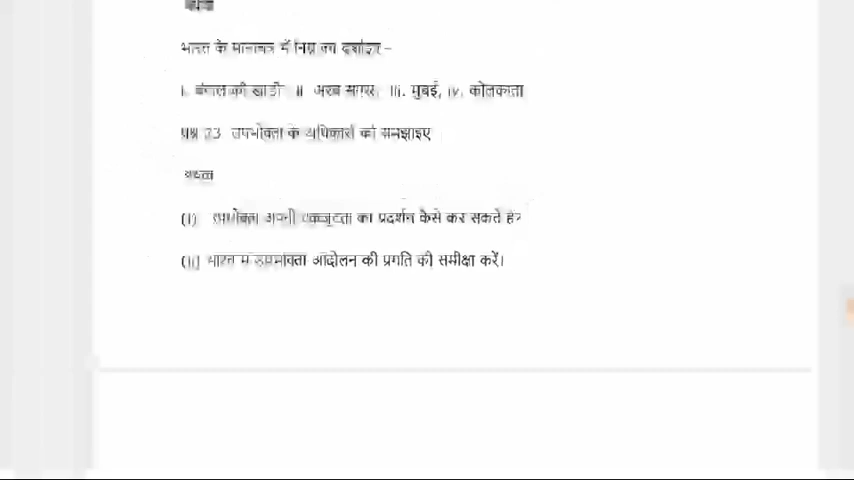 अथवा
भारत के मानचित्र में निम्न को दर्शाइए –
i. बंगाल की खाड़ी ii अरब सागर, iii. मुंबई, iv. कोलकाता
प्रश्न 23 उपभोक्ता के अधिकारों को समझाइए
अथवा
(i) उपभोक्ता अपनी एकजुटता का प्रदर्शन कैसे कर सकते है?
(ii) भारत में उपभोक्ता आंदोलन की प्रगति की समीक्षा करें।